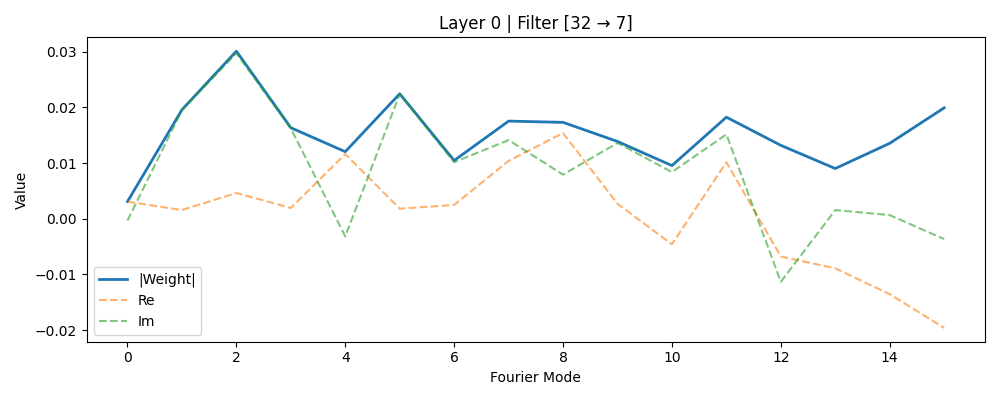 Layer 0 | Filter [32 → 7]
Value
0.03
0.02
0.01
0.00
−0.01
−0.02
|Weight|
Re
Im
0 2 4 6 8 10 12 14
Fourier Mode